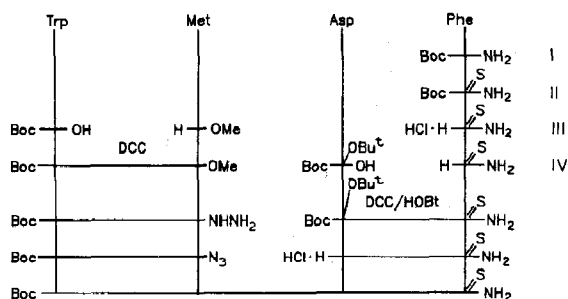 Trp Met Asp Phe
Boc NH₂ I
S
Boc NH₂ II
S
Boc OH H OMe HCl·H NH₂ III
DCC OBuᵗ S
Boc OMe Boc OH H NH₂ IV
OBuᵗ
DCC/HOBt S
Boc NHNH₂ Boc NH₂
S
Boc N₃ HCl·H NH₂
S
Boc NH₂